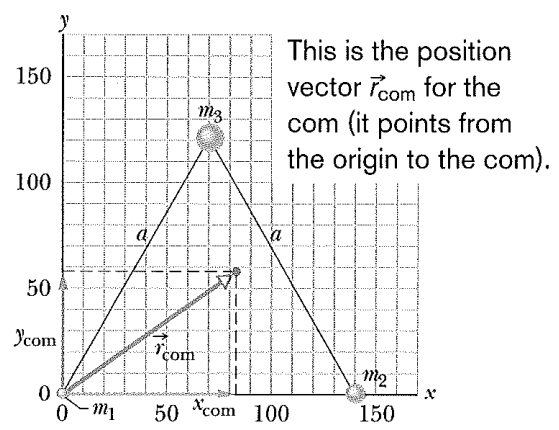 y
This is the position
vector r⃗com for the
com (it points from
the origin to the com).
150
m3
100
a
a
50
ycom
r⃗com
m2
0
x
0
m1
50
xcom
100
150